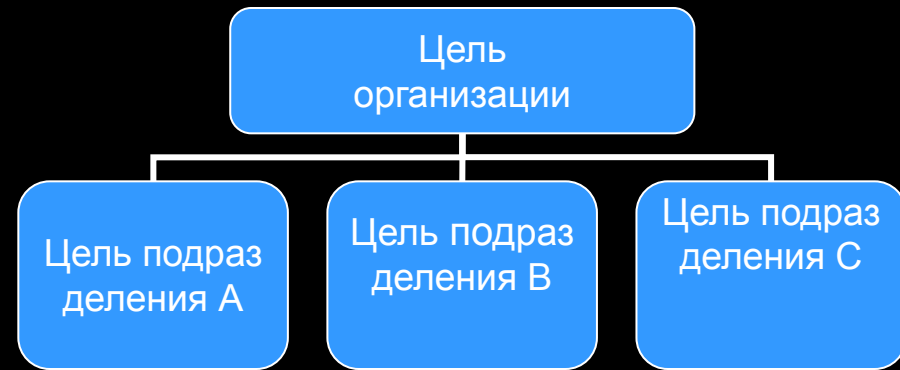 Цель
организации
Цель подраз
деления А
Цель подраз
деления В
Цель подраз
деления С